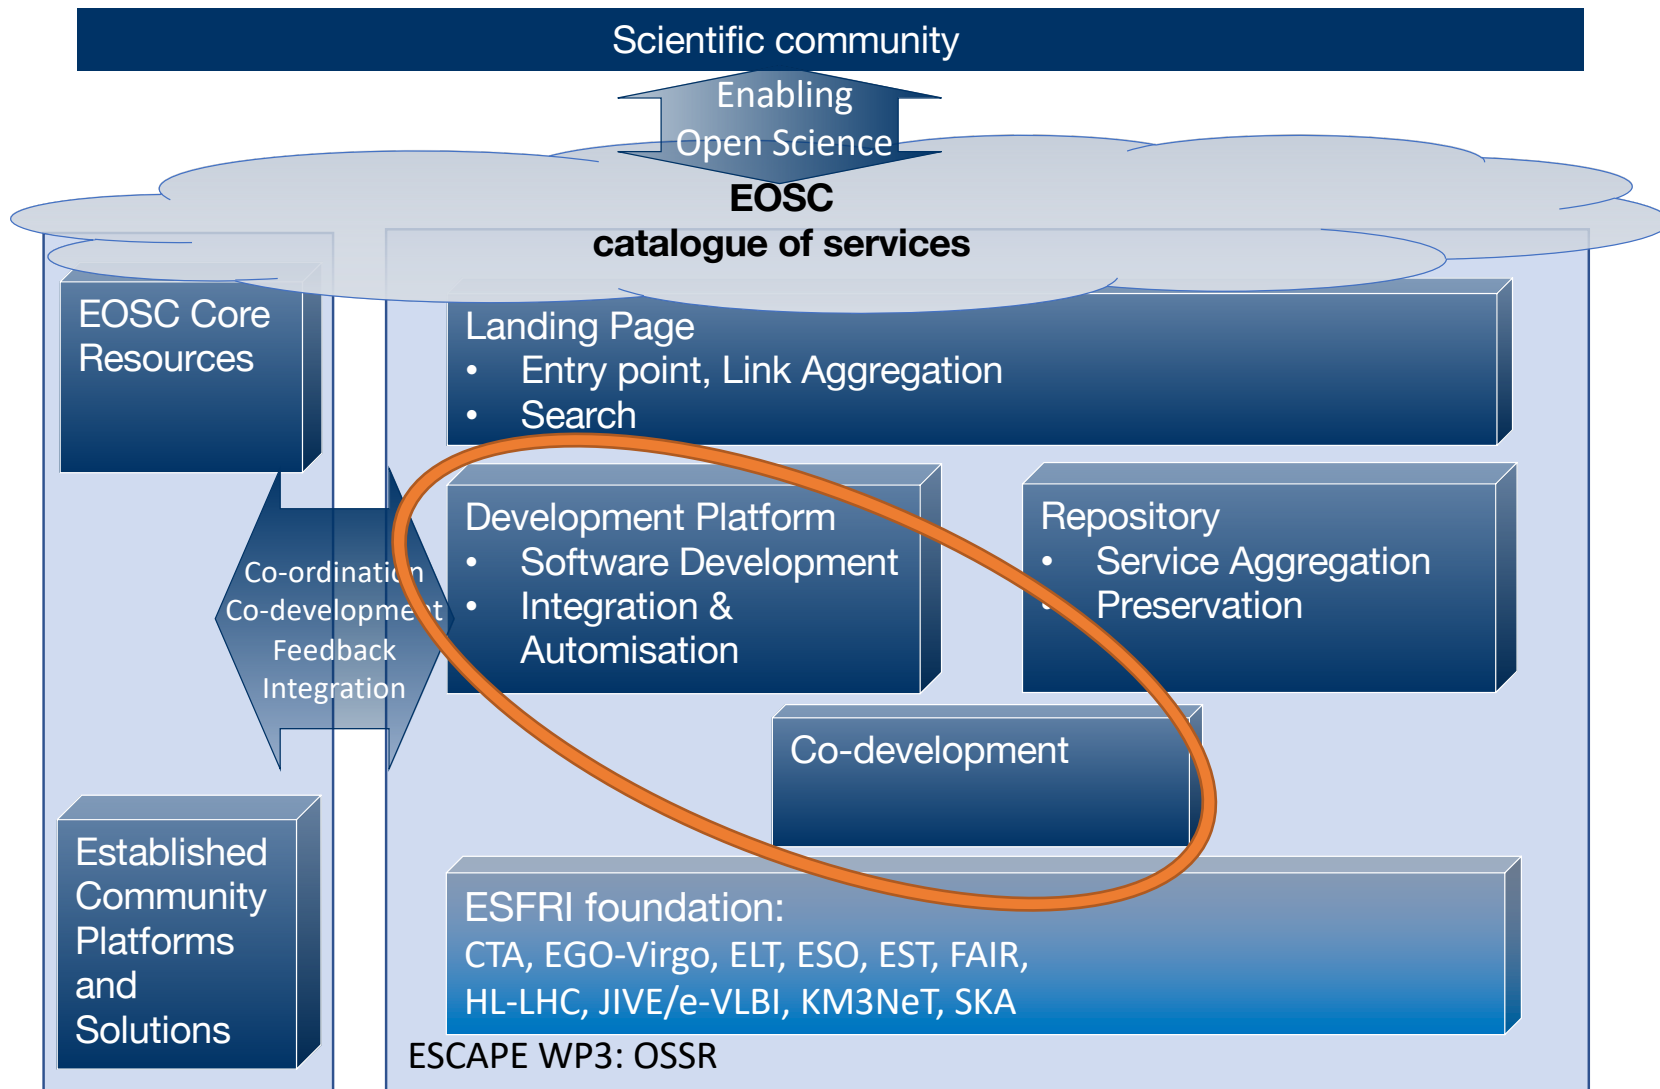 Scientific community
Enabling
Open Science
EOSC
catalogue of services
EOSC Core
Resources
Landing Page
• Entry point, Link Aggregation
• Search
Development Platform
• Software Development
• Integration &
Automisation
Repository
• Service Aggregation
• Preservation
Co-ordination
Co-development
Feedback
Integration
Co-development
Established
Community
Platforms
and
Solutions
ESFRI foundation:
CTA, EGO-Virgo, ELT, ESO, EST, FAIR,
HL-LHC, JIVE/e-VLBI, KM3NeT, SKA
ESCAPE WP3: OSSR